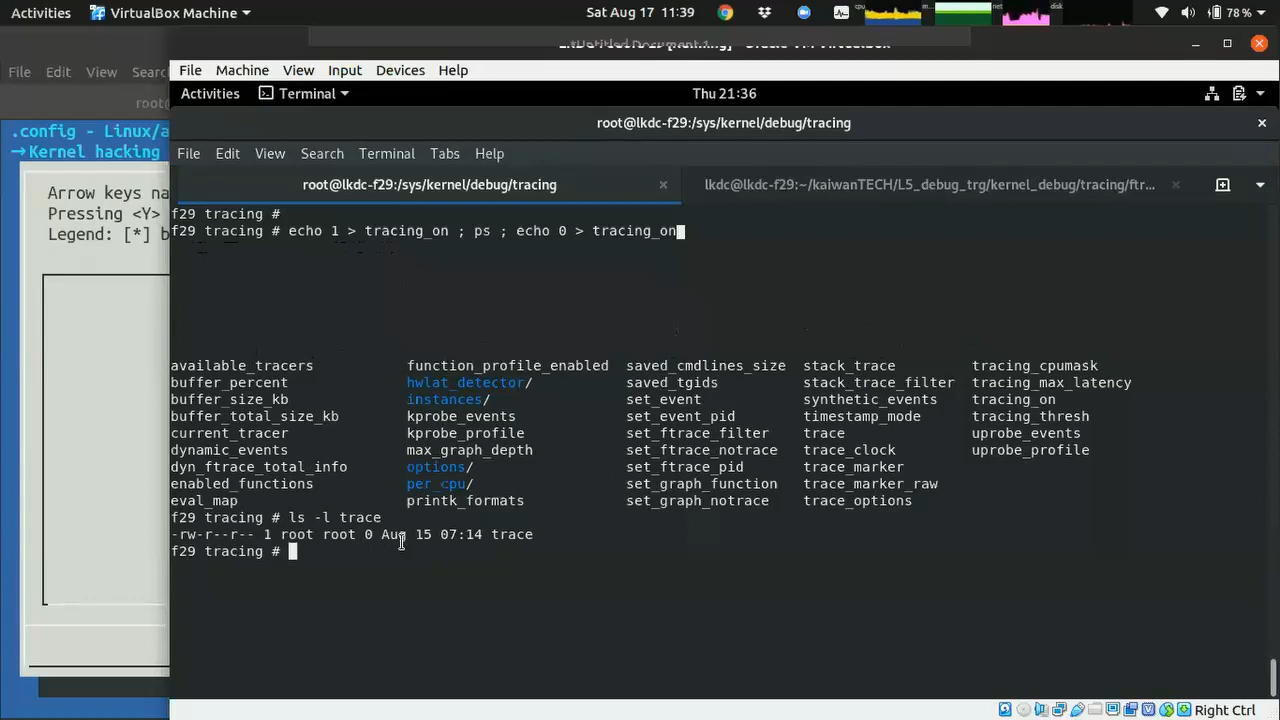 Activities VirtualBox Machine Sat Aug 17 11:39 78 %
*Untitled Document 1
File Edit View
File Machine View Input Devices Help
Activities Terminal Thu 21:36
root@lkdc-f29:/sys/kernel/debug/tracing
File Edit View Search Terminal Tabs Help
root@lkdc-f29:/sys/kernel/debug/tracing lkdc@lkdc-f29:~/kaiwanTECH/L5_debug_trg/kernel_debug/tracing/ftr...
.config - Linux/
→Kernel hacking
Arrow keys
Pressing <Y>
Legend: [*]
f29 tracing #
f29 tracing # echo 1 > tracing_on ; ps ; echo 0 > tracing_on
available_tracers function_profile_enabled saved_cmdlines_size stack_trace tracing_cpumask
buffer_percent hwlat_detector/ saved_tgids stack_trace_filter tracing_max_latency
buffer_size_kb instances/ set_event synthetic_events tracing_on
buffer_total_size_kb kprobe_events set_event_pid timestamp_mode tracing_thresh
current_tracer kprobe_profile set_ftrace_filter trace uprobe_events
dynamic_events max_graph_depth set_ftrace_notrace trace_clock uprobe_profile
dyn_ftrace_total_info options/ set_ftrace_pid trace_marker
enabled_functions per_cpu/ set_graph_function trace_marker_raw
eval_map printk_formats set_graph_notrace trace_options
f29 tracing # ls -l trace
-rw-r--r-- 1 root root 0 Aug 15 07:14 trace
f29 tracing #
Right Ctrl